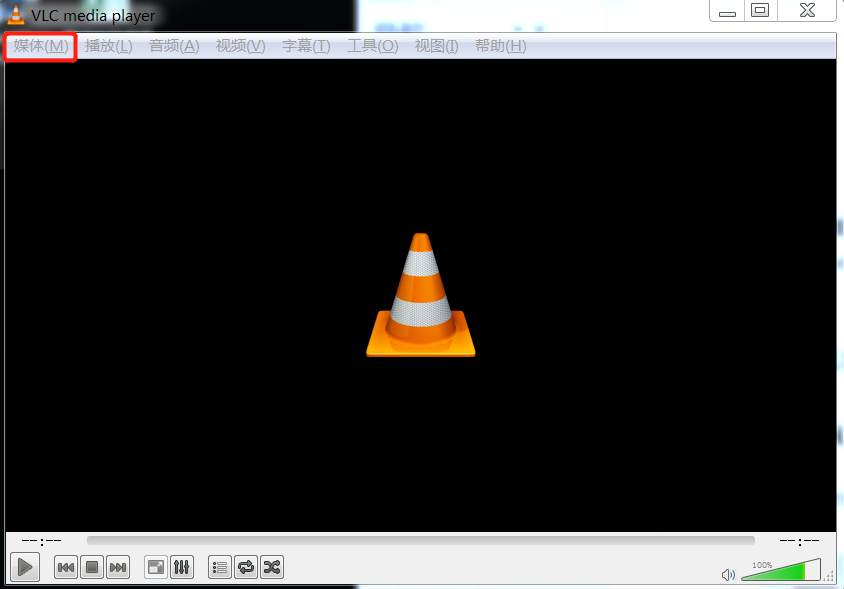 VLC media player
媒体(M) 播放(L) 音频(A) 视频(V) 字幕(T) 工具(O) 视图(I) 帮助(H)
--:-- --:--
100%